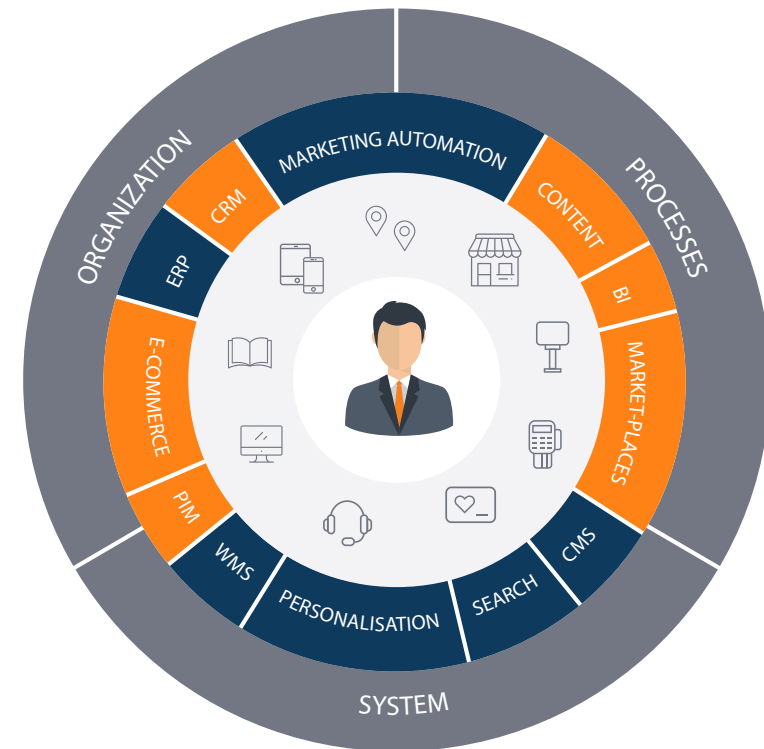 ORGANIZATION
PROCESSES
SYSTEM
MARKETING AUTOMATION
CONTENT
BI
MARKET-PLACES
CMS
SEARCH
PERSONALISATION
WMS
PIM
E-COMMERCE
ERP
CRM